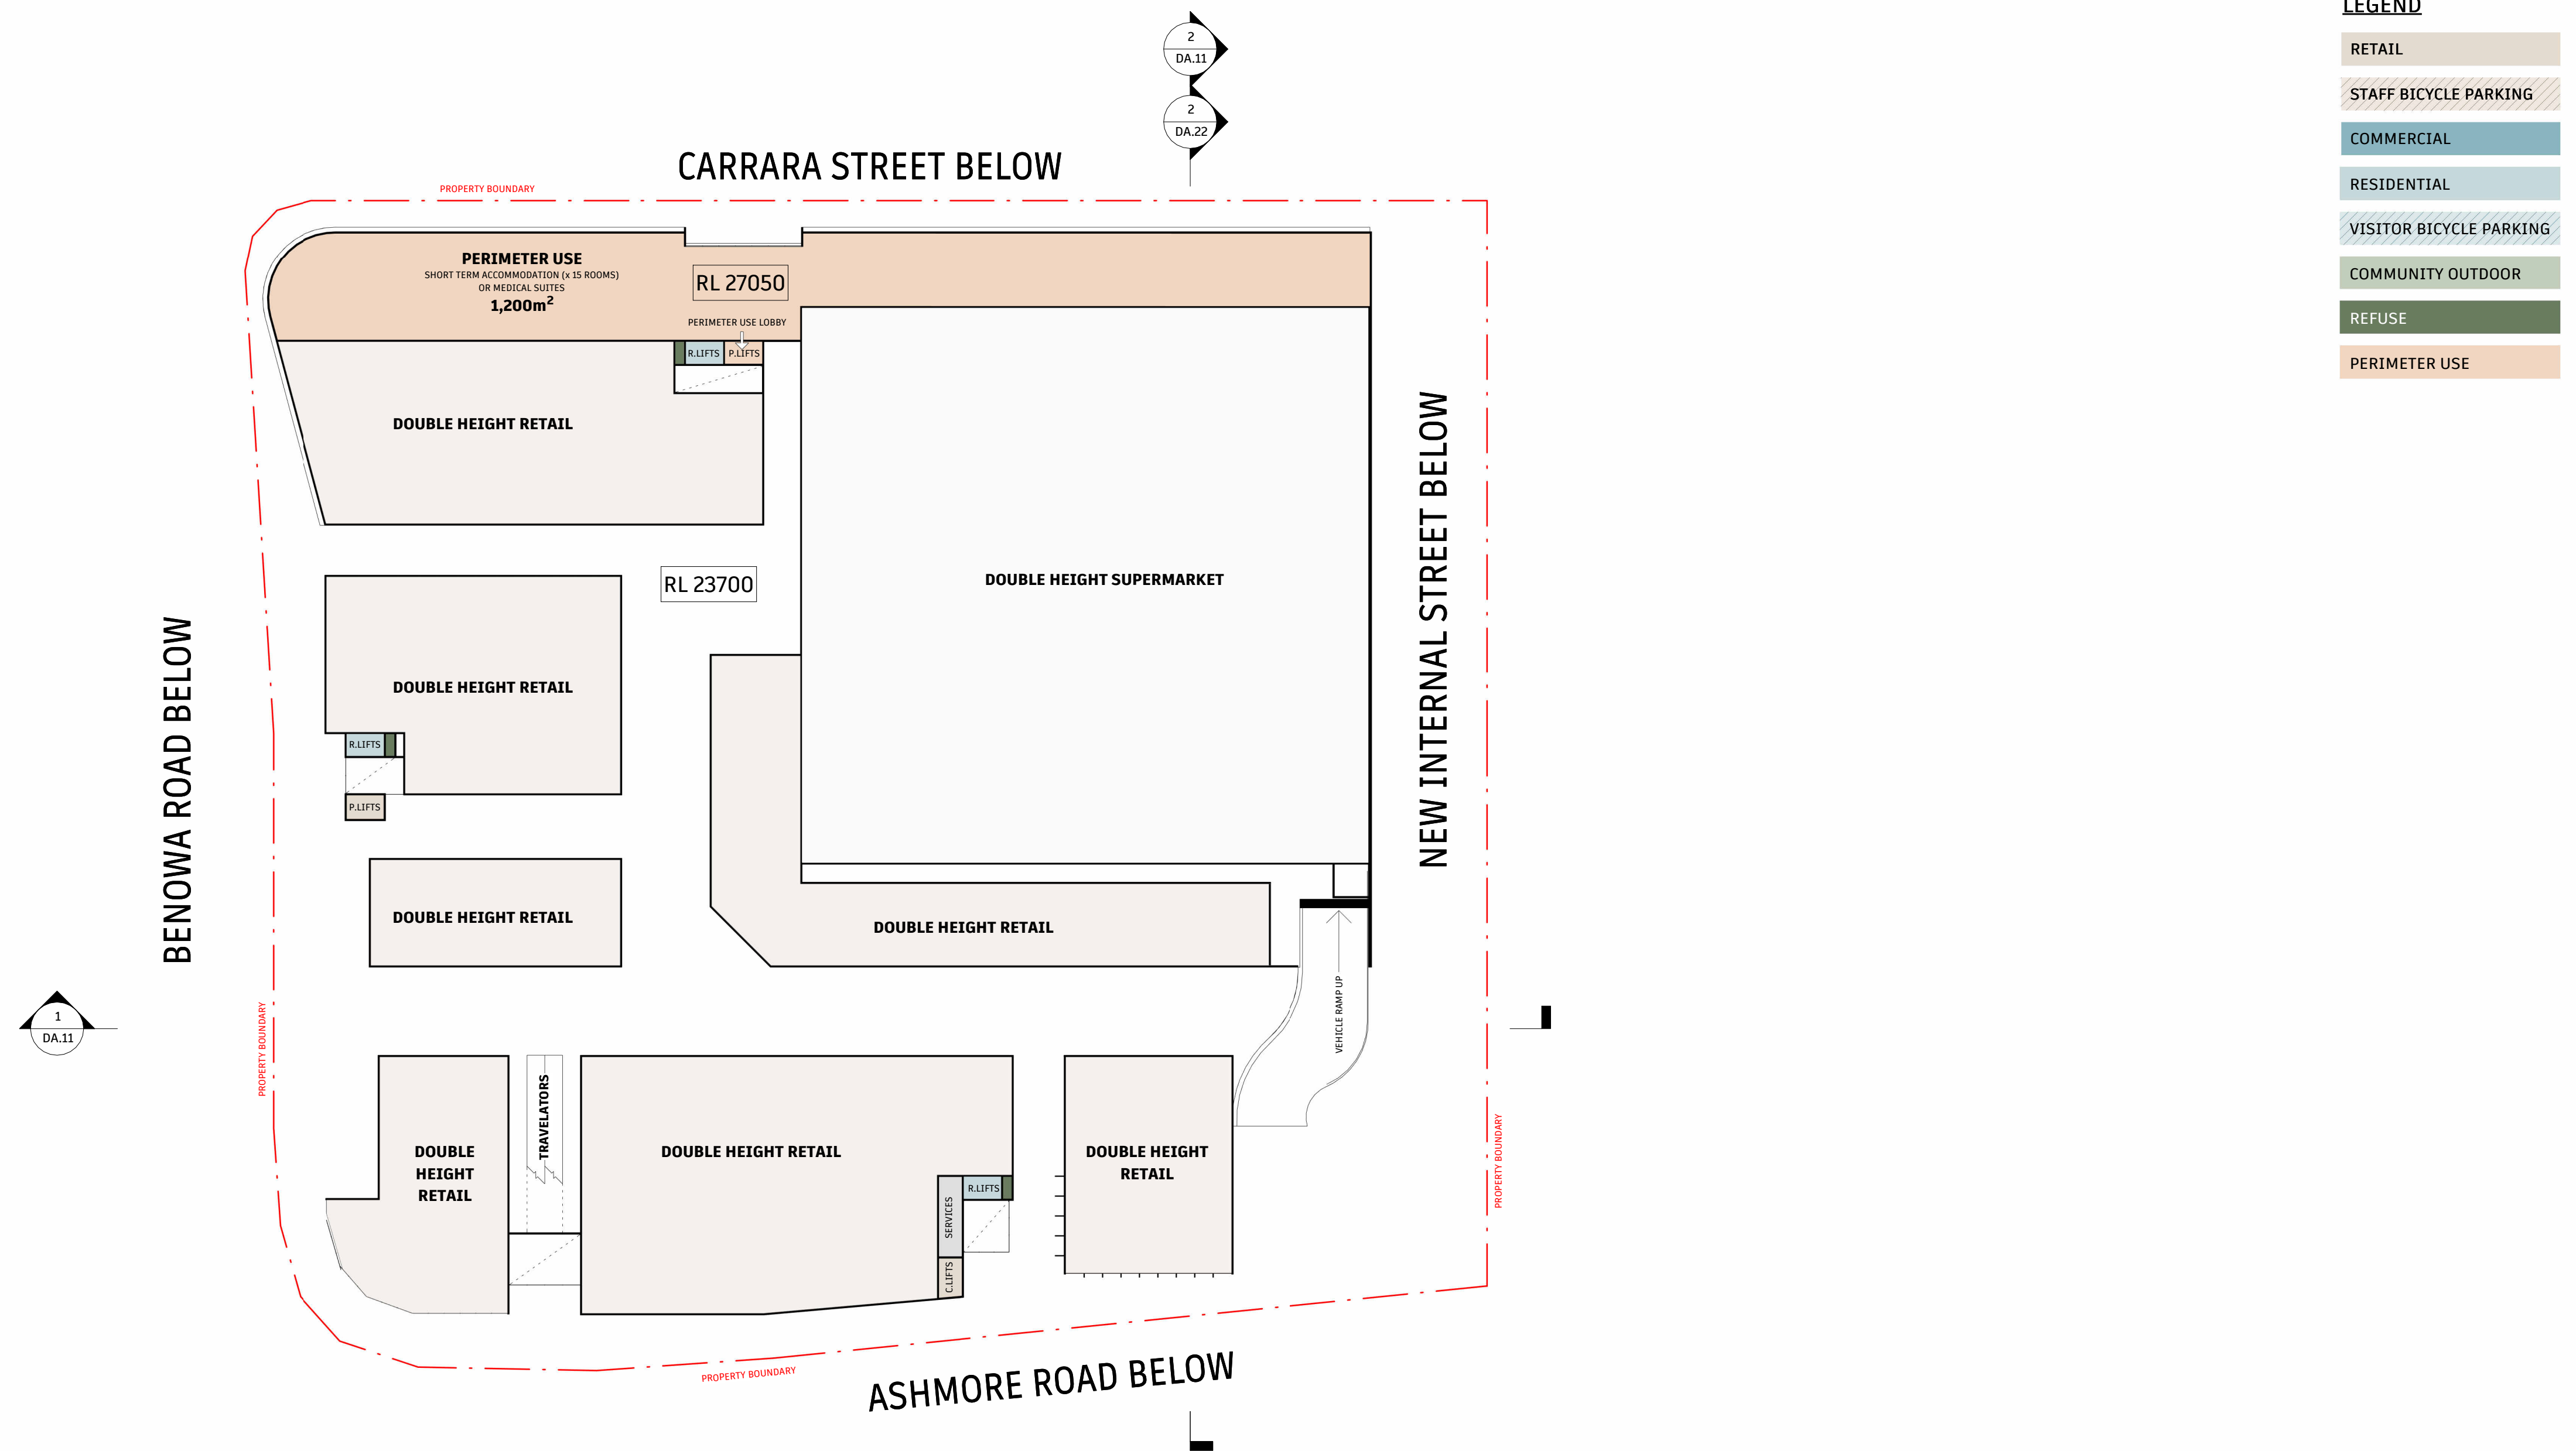 LEGEND
RETAIL
STAFF BICYCLE PARKING
COMMERCIAL
RESIDENTIAL
VISITOR BICYCLE PARKING
COMMUNITY OUTDOOR
REFUSE
PERIMETER USE
2
DA.11
2
DA.22
CARRARA STREET BELOW
PROPERTY BOUNDARY
PERIMETER USE
SHORT TERM ACCOMMODATION (x 15 ROOMS)
OR MEDICAL SUITES
1,200m²
RL 27050
PERIMETER USE LOBBY
R.LIFTS
P.LIFTS
DOUBLE HEIGHT RETAIL
DOUBLE HEIGHT SUPERMARKET
RL 23700
NEW INTERNAL STREET BELOW
BENOWA ROAD BELOW
DOUBLE HEIGHT RETAIL
R.LIFTS
P.LIFTS
DOUBLE HEIGHT RETAIL
DOUBLE HEIGHT RETAIL
VEHICLE RAMP UP
1
DA.11
PROPERTY BOUNDARY
DOUBLE
HEIGHT
RETAIL
TRAVELATORS
DOUBLE HEIGHT RETAIL
SERVICES
R.LIFTS
C.LIFTS
DOUBLE HEIGHT
RETAIL
PROPERTY BOUNDARY
PROPERTY BOUNDARY
ASHMORE ROAD BELOW